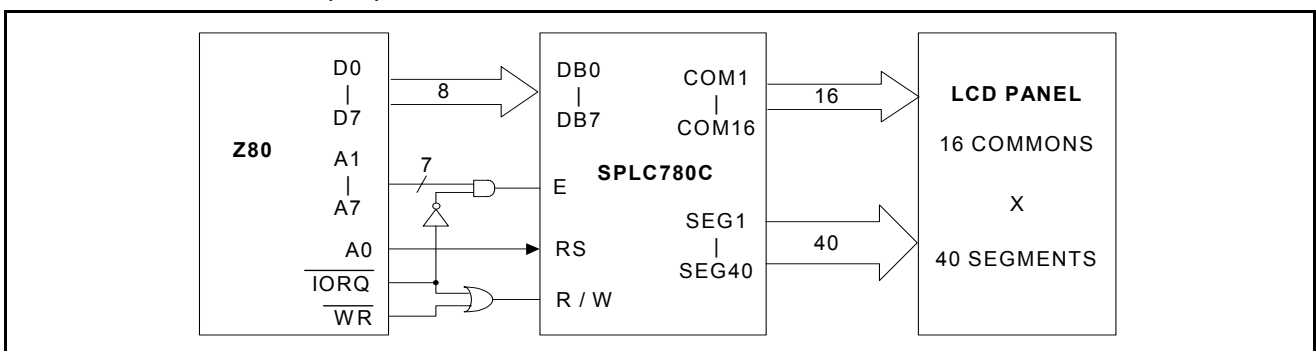 Z80
D0
|
D7
A1
|
A7
A0
IORQ
WR
8
7
DB0
|
DB7
SPLC780C
E
RS
R / W
COM1
|
COM16
SEG1
|
SEG40
16
40
LCD PANEL
16 COMMONS
X
40 SEGMENTS